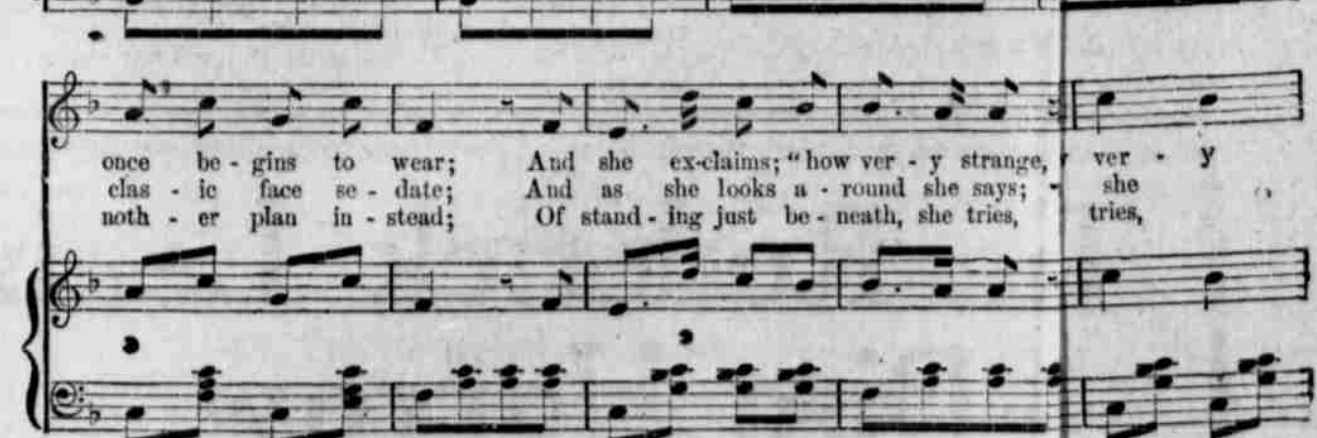 once be - gins to wear; And she ex-claims; "how ver - y strange, ver - y
clas - ic face se - date; And as she looks a - round she says; she
noth - er plan in - stead; Of stand - ing just be - neath, she tries, tries,